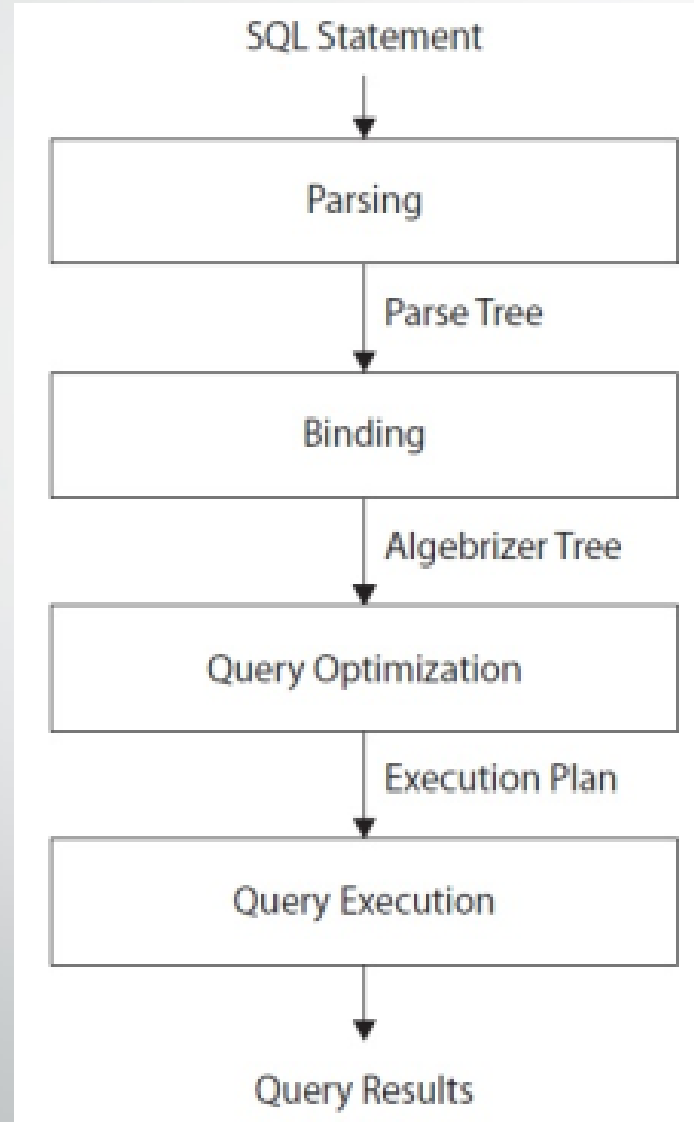 SQL Statement
Parsing
Parse Tree
Binding
Algebrizer Tree
Query Optimization
Execution Plan
Query Execution
Query Results